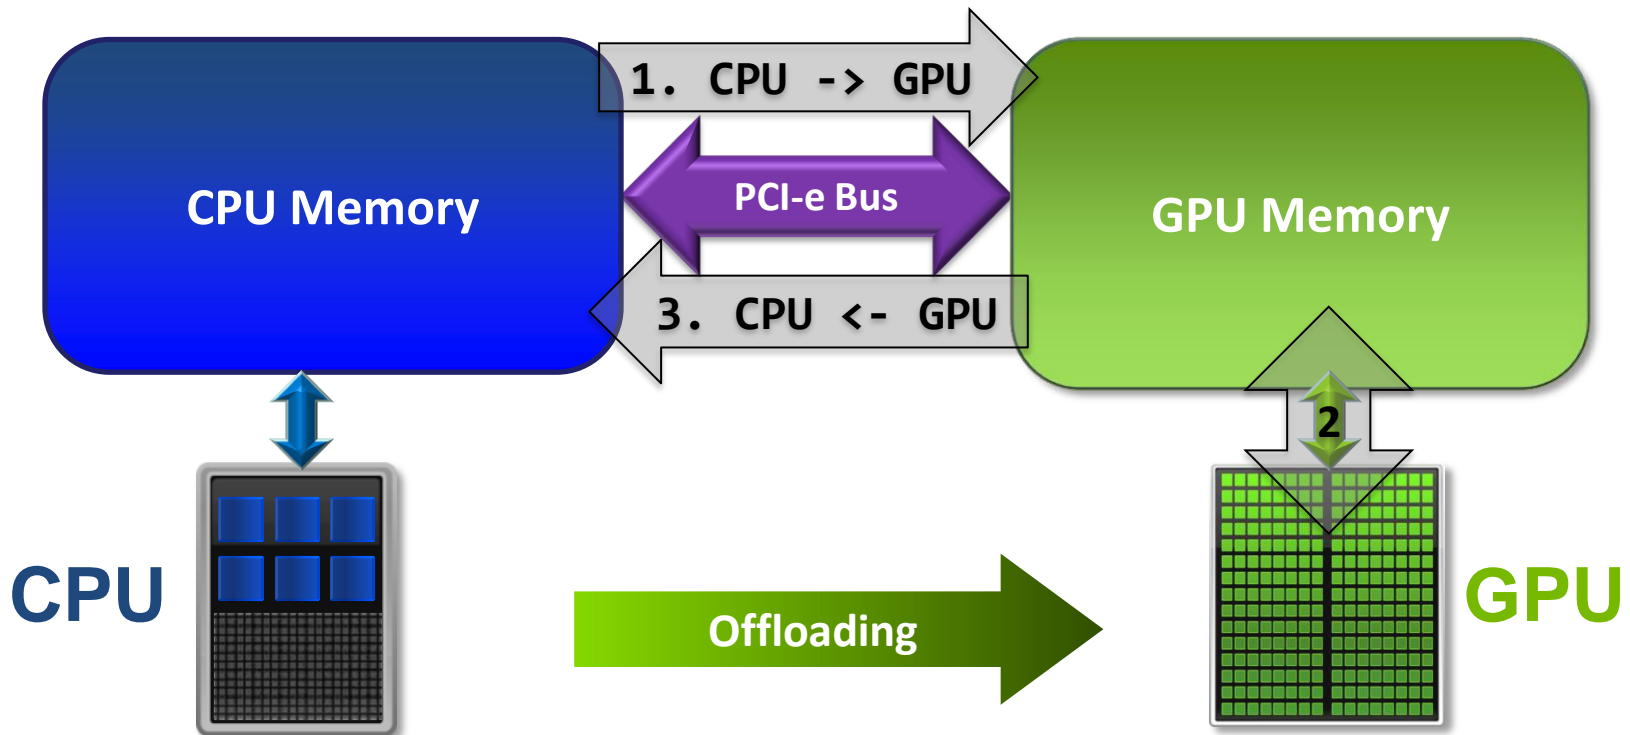 1. CPU -> GPU
CPU Memory
PCI-e Bus
GPU Memory
3. CPU <- GPU
2
CPU
Offloading
GPU